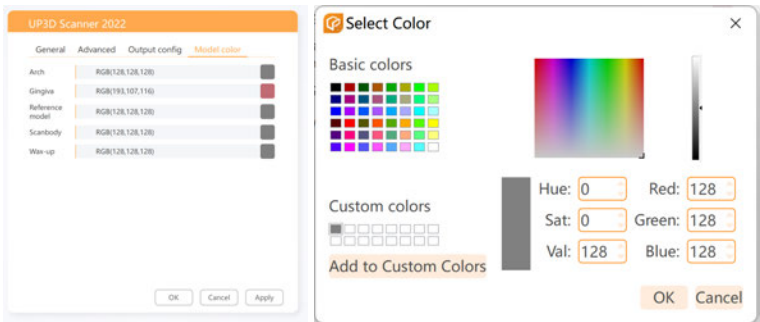 UP3D Scanner 2022
General Advanced Output config Model color
Arch RGB(128,128,128)
Gingiva RGB(193,107,116)
Reference
model RGB(128,128,128)
Scanbody RGB(128,128,128)
Wax-up RGB(128,128,128)
OK Cancel Apply
Select Color
Basic colors
Custom colors
Add to Custom Colors
Hue: 0 Red: 128
Sat: 0 Green: 128
Val: 128 Blue: 128
OK Cancel